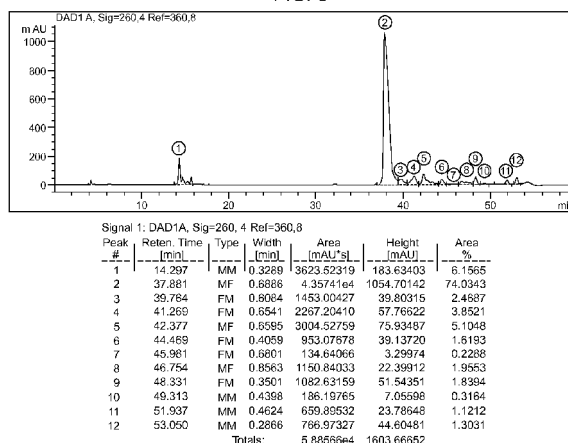 DAD1 A, Sig=260,4 Ref=360,8
m AU
1000
800
600
400
200
0
10
20
30
40
50
1
2
3
4
5
6
7
8
9
10
11
12
Signal 1: DAD1A, Sig=260, 4 Ref=360,8
Peak Reten. Time Type Width Area Height Area
# [min] [min] [mAU*s] [mAU] %
1 14.297 MM 0.3289 3623.52319 183.63403 6.1565
2 37.881 MF 0.6886 4.35741e4 1054.70142 74.0343
3 39.764 FM 0.6084 1453.00427 39.80315 2.4687
4 41.269 FM 0.6541 2267.20410 57.76622 3.8521
5 42.377 MF 0.6595 3004.52759 75.93487 5.1048
6 44.469 FM 0.4059 953.07678 39.13720 1.6193
7 45.981 FM 0.6801 134.64066 3.29974 0.2288
8 46.754 MF 0.8563 1150.84033 22.39912 1.9553
9 48.331 FM 0.3501 1082.63159 51.54351 1.8394
10 49.313 MM 0.4398 186.19765 7.05598 0.3164
11 51.937 MM 0.4624 659.89532 23.78648 1.1212
12 53.050 MM 0.2866 766.97327 44.60481 1.3031
Totals: 5.88566e4 1603.66652